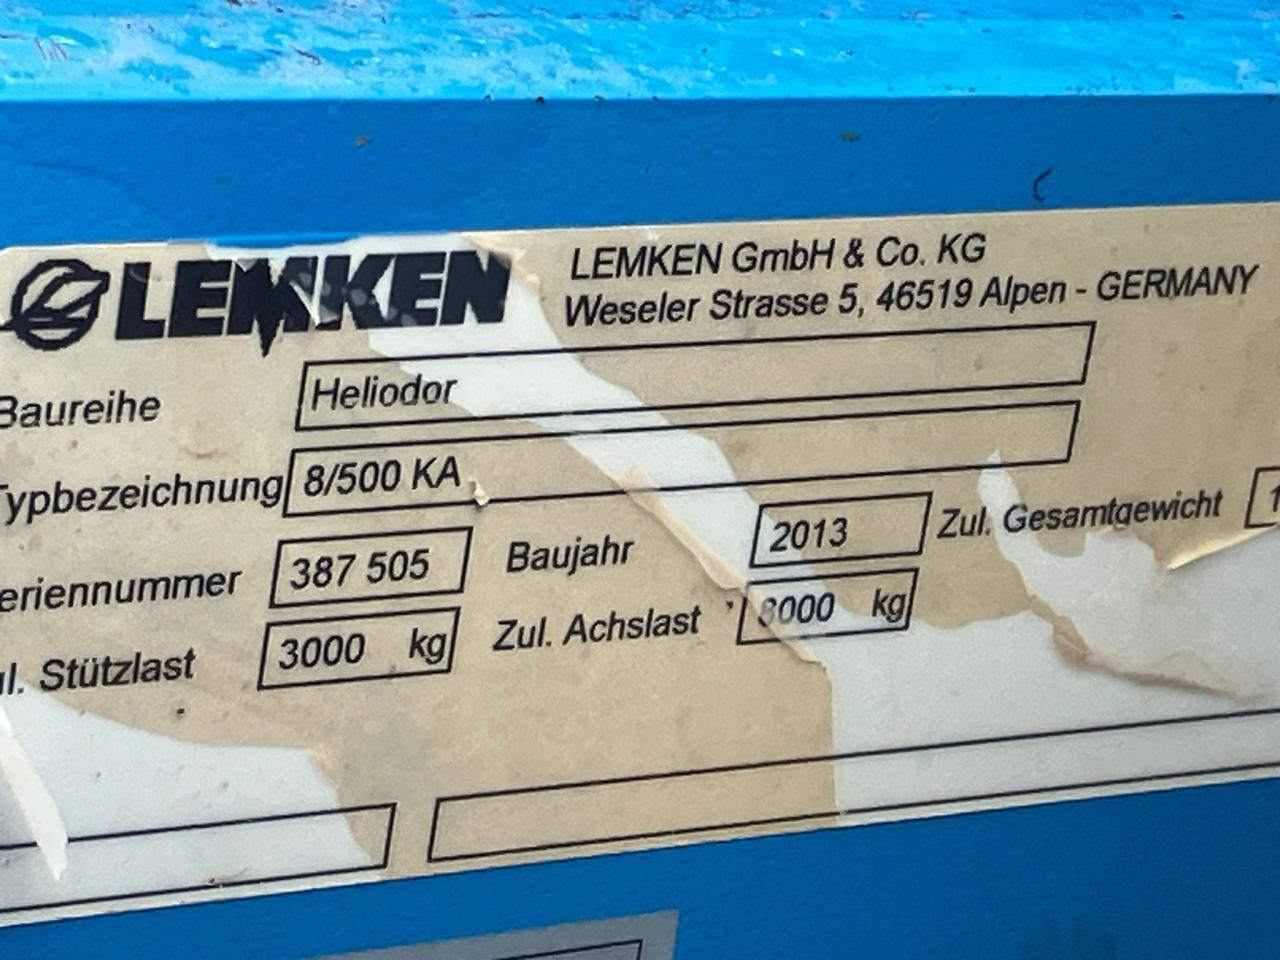 LEMKEN
LEMKEN GmbH & Co. KG
Weseler Strasse 5, 46519 Alpen - GERMANY
Baureihe Heliodor
Typbezeichnung 8/500 KA
eriennummer 387 505 Baujahr 2013 Zul. Gesamtgewicht 1
l. Stützlast 3000 kg Zul. Achslast 8000 kg